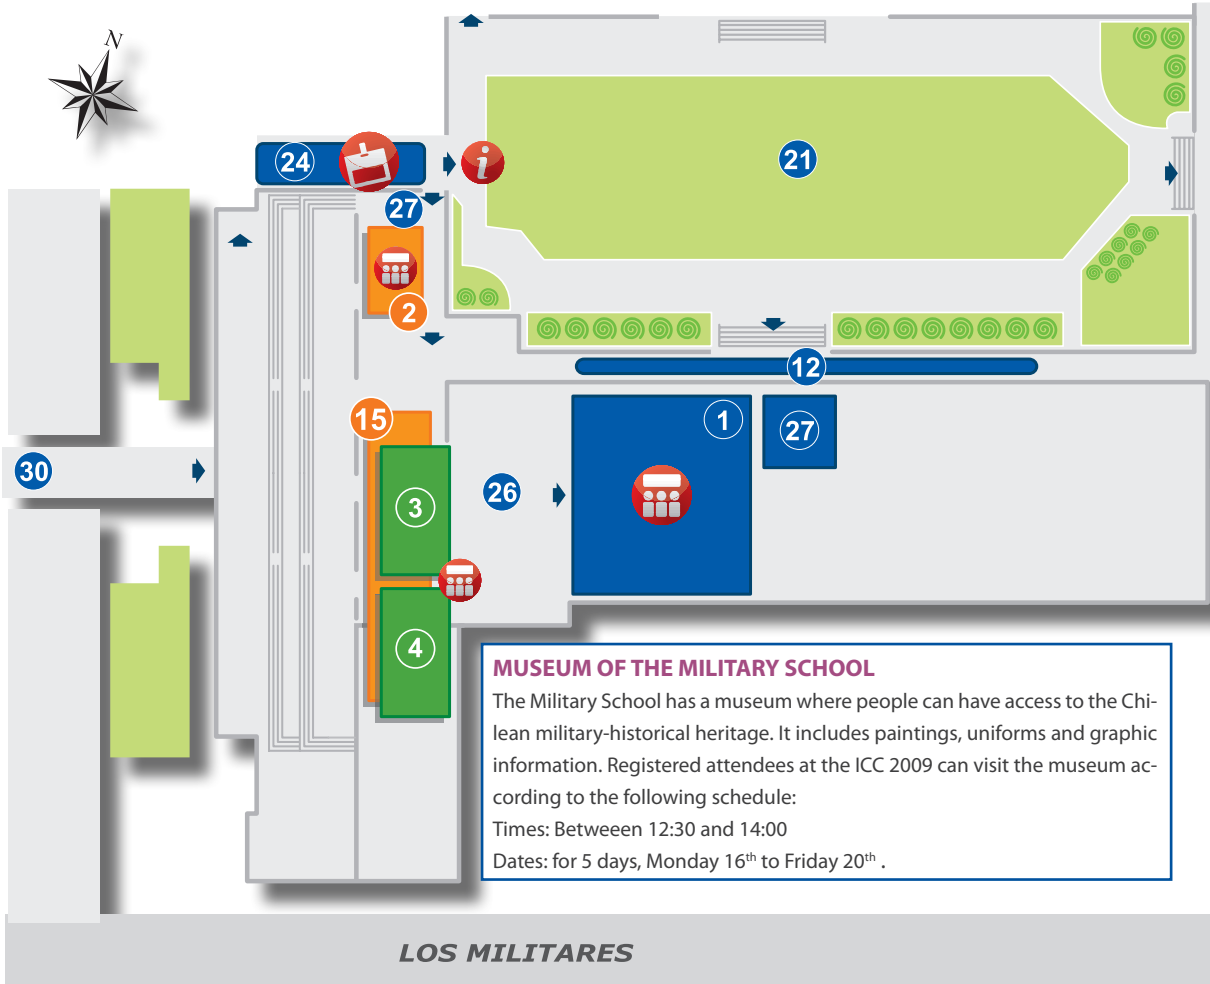 N
24
i
21
27
2
12
15
1
27
30
3
26
4
MUSEUM OF THE MILITARY SCHOOL
The Military School has a museum where people can have access to the Chi-
lean military-historical heritage. It includes paintings, uniforms and graphic
information. Registered attendees at the ICC 2009 can visit the museum ac-
cording to the following schedule:
Times: Betweeen 12:30 and 14:00
Dates: for 5 days, Monday 16th to Friday 20th .
LOS MILITARES